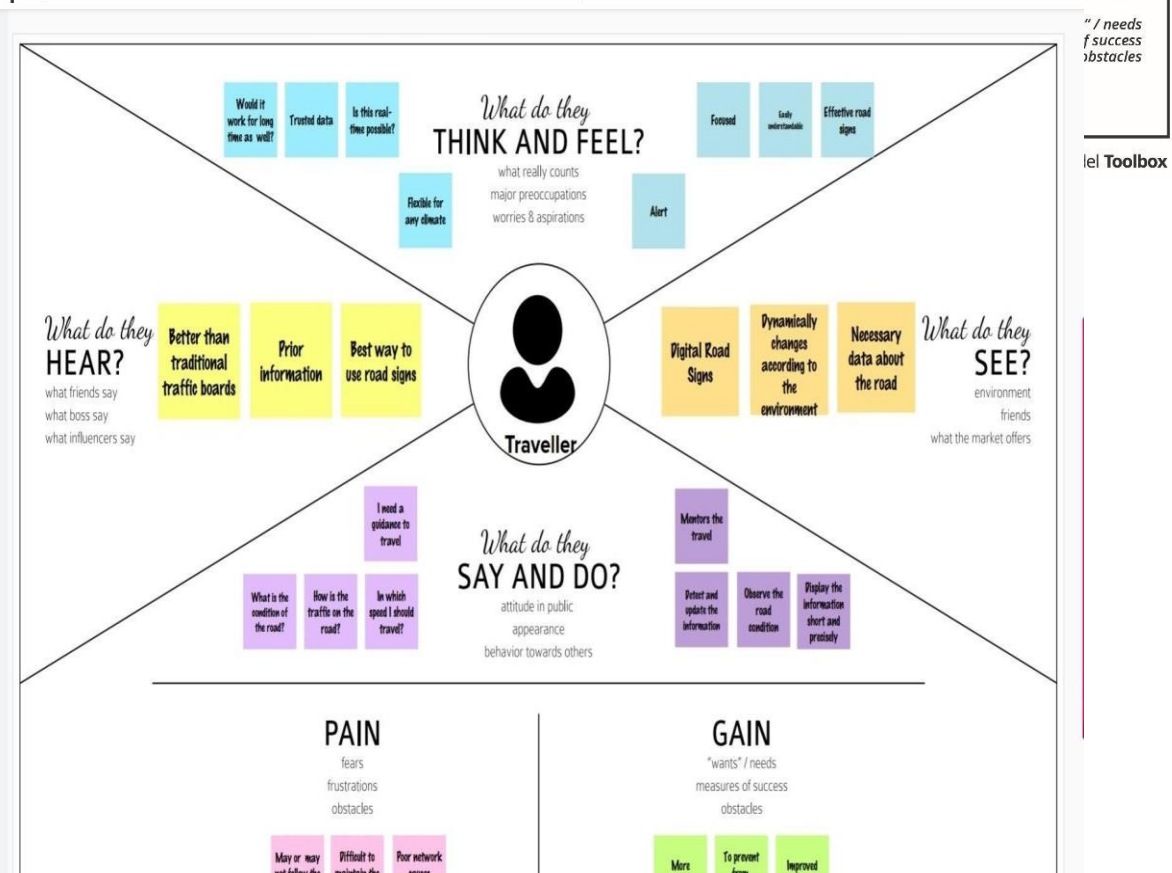 " / needs
f success
obstacles
del Toolbox
Would it
work for long
time as well?
Trusted data
Is this real-
time possible?
Flexible for
any climate
What do they
THINK AND FEEL?
what really counts
major preoccupations
worries & aspirations
Focused
Easily
understandable
Effective road
signs
Alert
What do they
HEAR?
what friends say
what boss say
what influencers say
Better than
traditional
traffic boards
Prior
information
Best way to
use road signs
Traveller
Digital Road
Signs
Dynamically
changes
according to
the
environment
Necessary
data about
the road
What do they
SEE?
environment
friends
what the market offers
I need a
guidance to
travel
What is the
condition of
the road?
How is the
traffic on the
road?
In which
speed I should
travel?
What do they
SAY AND DO?
attitude in public
appearance
behavior towards others
Mentors the
travel
Detect and
update the
information
Observe the
road
condition
Display the
information
short and
precisely
PAIN
fears
frustrations
obstacles
GAIN
"wants" / needs
measures of success
obstacles
May or may
not follow the
Difficult to
maintain the
Poor network
More
To prevent
from
Improved